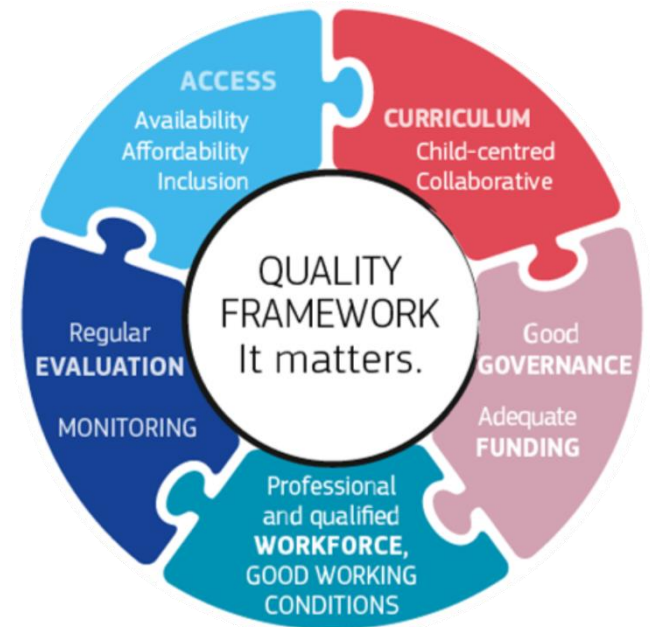 ACCESS
Availability
Affordability
Inclusion
CURRICULUM
Child-centred
Collaborative
QUALITY
FRAMEWORK
It matters.
Regular
EVALUATION
MONITORING
Good
GOVERNANCE
Adequate
FUNDING
Professional
and qualified
WORKFORCE,
GOOD WORKING
CONDITIONS